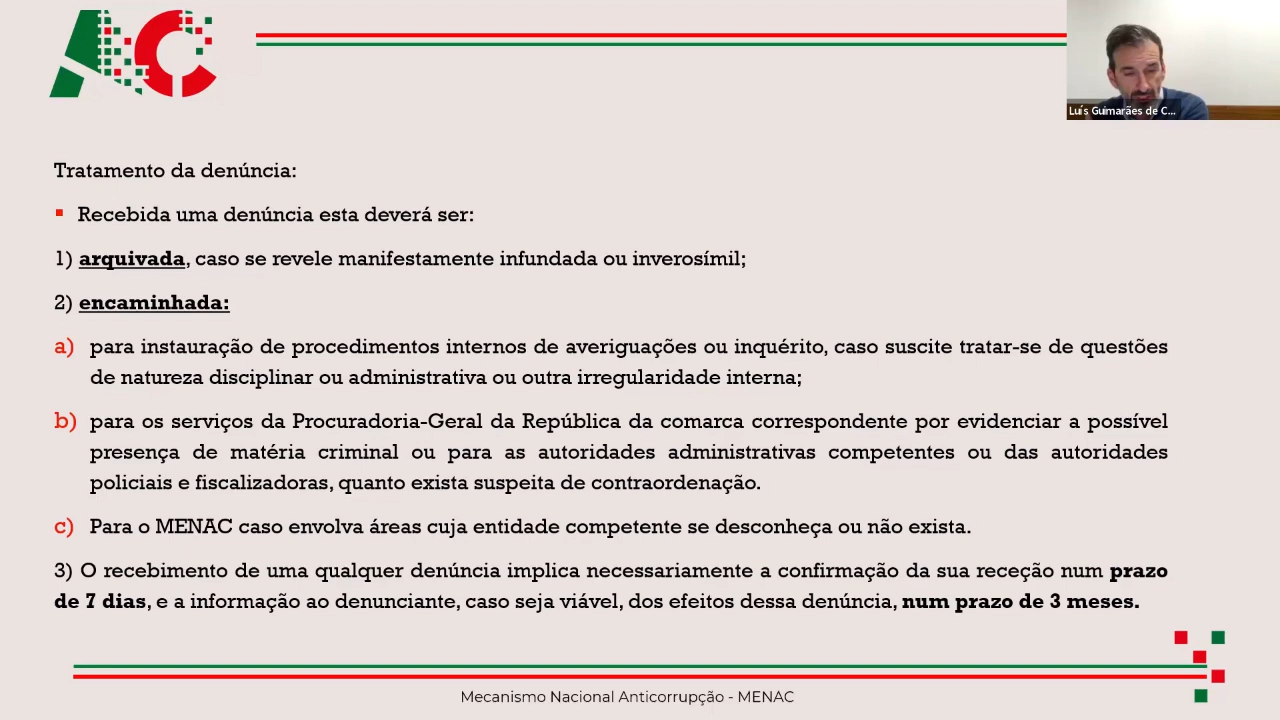 AC
Luís Guimarães de C...
Tratamento da denúncia:
▪ Recebida uma denúncia esta deverá ser:
1) arquivada, caso se revele manifestamente infundada ou inverosímil;
2) encaminhada:
a) para instauração de procedimentos internos de averiguações ou inquérito, caso suscite tratar-se de questões
de natureza disciplinar ou administrativa ou outra irregularidade interna;
b) para os serviços da Procuradoria-Geral da República da comarca correspondente por evidenciar a possível
presença de matéria criminal ou para as autoridades administrativas competentes ou das autoridades
policiais e fiscalizadoras, quanto exista suspeita de contraordenação.
c) Para o MENAC caso envolva áreas cuja entidade competente se desconheça ou não exista.
3) O recebimento de uma qualquer denúncia implica necessariamente a confirmação da sua receção num prazo
de 7 dias, e a informação ao denunciante, caso seja viável, dos efeitos dessa denúncia, num prazo de 3 meses.
Mecanismo Nacional Anticorrupção - MENAC